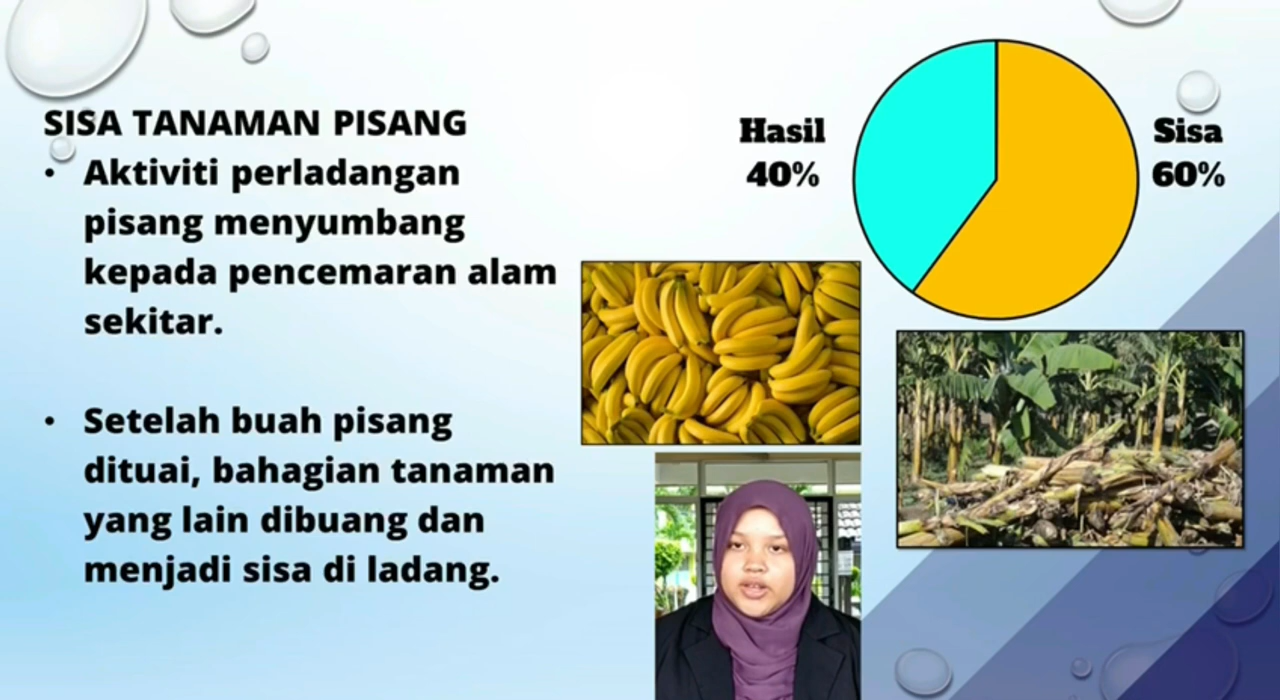 SISA TANAMAN PISANG
• Aktiviti perladangan
pisang menyumbang
kepada pencemaran alam
sekitar.
• Setelah buah pisang
dituai, bahagian tanaman
yang lain dibuang dan
menjadi sisa di ladang.
Hasil
40%
Sisa
60%